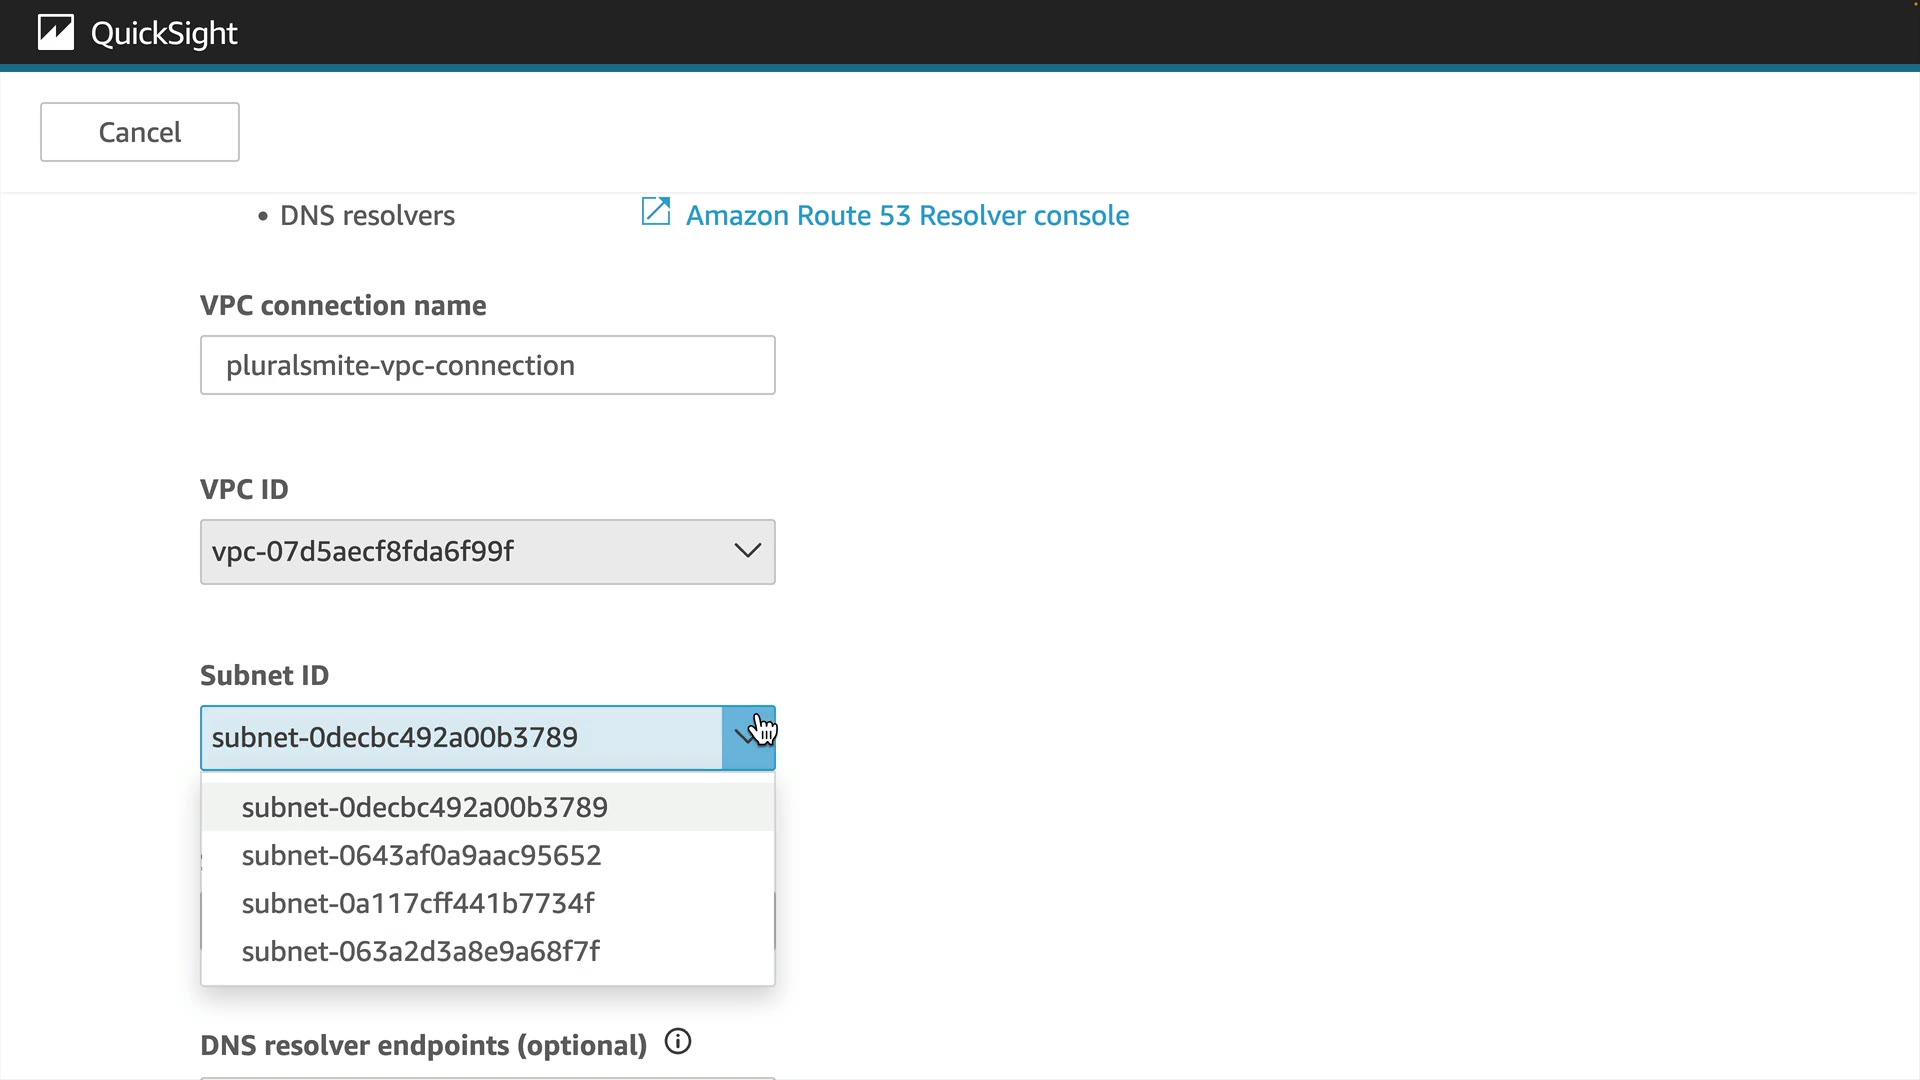 QuickSight
Cancel
• DNS resolvers
Amazon Route 53 Resolver console
VPC connection name
pluralsmite-vpc-connection
VPC ID
vpc-07d5aecf8fda6f99f
Subnet ID
subnet-0decbc492a00b3789
subnet-0decbc492a00b3789
subnet-0643af0a9aac95652
subnet-0a117cff441b7734f
subnet-063a2d3a8e9a68f7f
DNS resolver endpoints (optional)